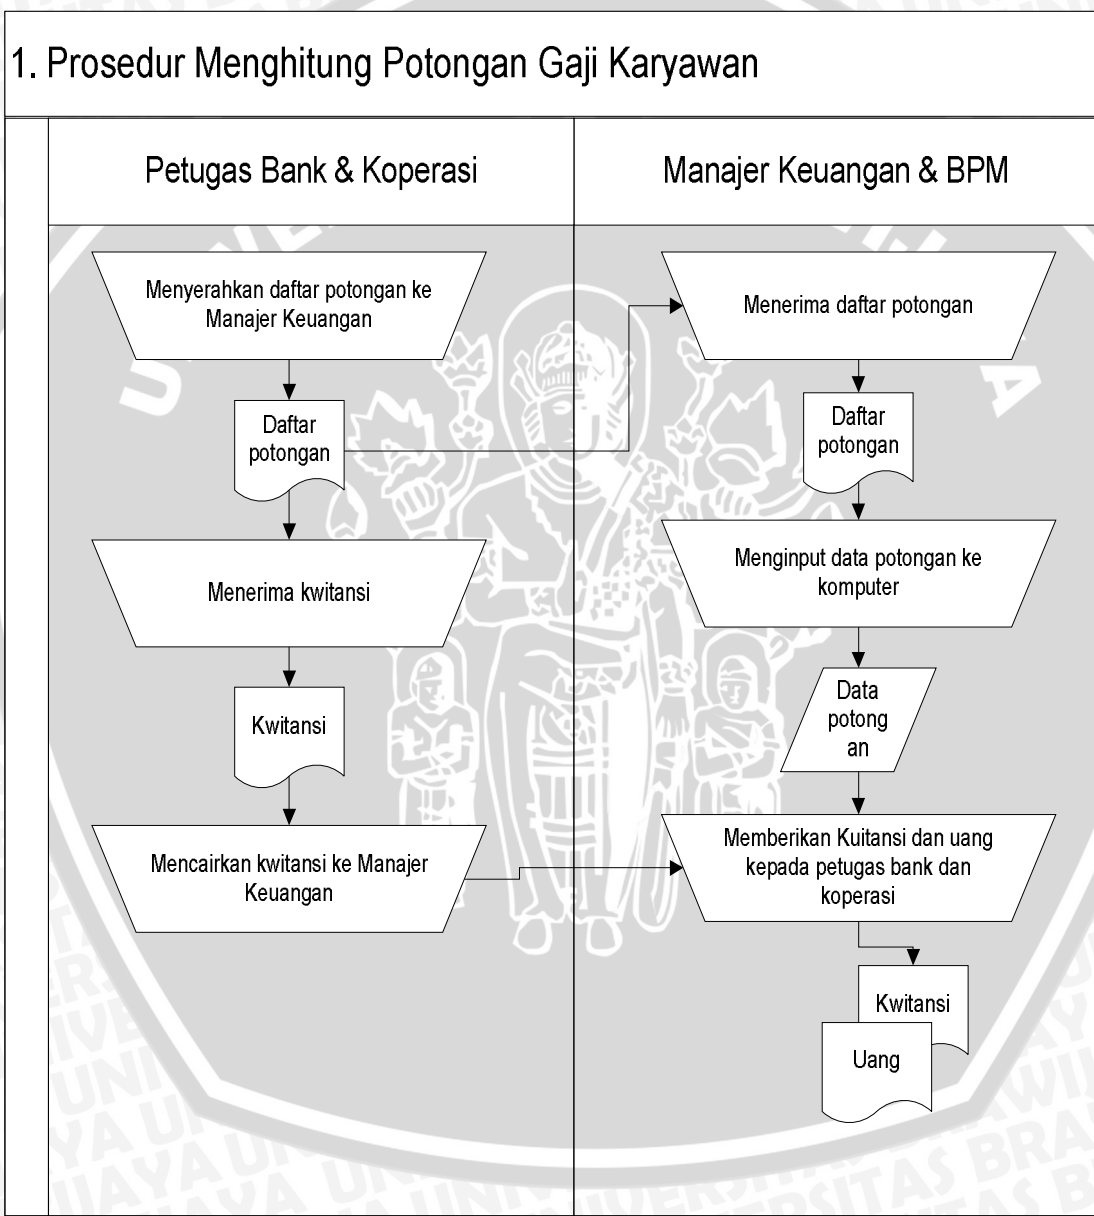 1. Prosedur Menghitung Potongan Gaji Karyawan
Petugas Bank & Koperasi
Manajer Keuangan & BPM
Menyerahkan daftar potongan ke
Manajer Keuangan
Menerima daftar potongan
Daftar
potongan
Daftar
potongan
Menerima kwitansi
Menginput data potongan ke
komputer
Kwitansi
Data
potong
an
Mencairkan kwitansi ke Manajer
Keuangan
Memberikan Kuitansi dan uang
kepada petugas bank dan
koperasi
Kwitansi
Uang